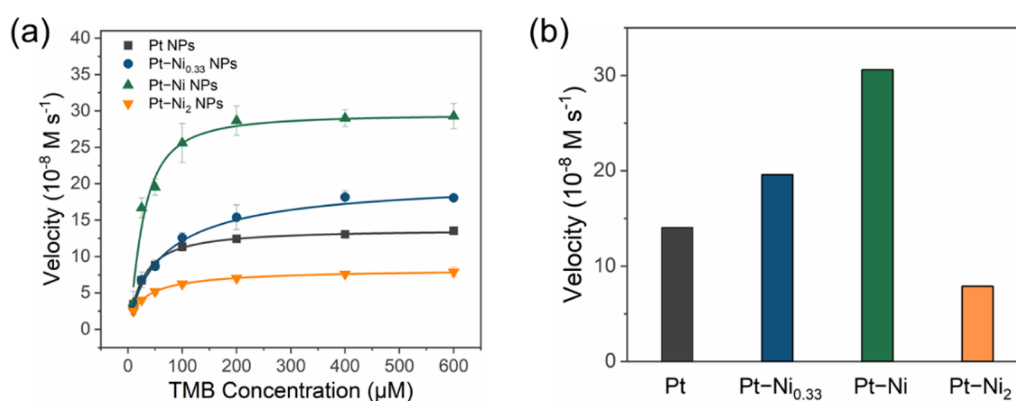 (a)
Velocity (10⁻⁸ M s⁻¹)
40
35
30
25
20
15
10
5
0
Pt NPs
Pt−Ni₀.₃₃ NPs
Pt−Ni NPs
Pt−Ni₂ NPs
0 100 200 300 400 500 600
TMB Concentration (μM)
(b)
Velocity (10⁻⁸ M s⁻¹)
30
20
10
0
Pt Pt−Ni₀.₃₃ Pt−Ni Pt−Ni₂